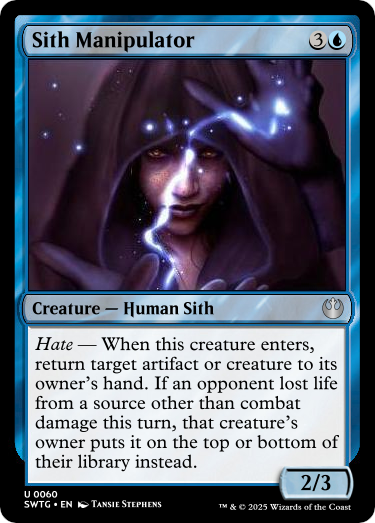 Sith Manipulator 3
Creature — Human Sith
Hate — When this creature enters,
return target artifact or creature to its
owner's hand. If an opponent lost life
from a source other than combat
damage this turn, that creature's
owner puts it on the top or bottom of
their library instead.
2/3
U 0060
SWTG • EN Tansie Stephens
™ & © 2025 Wizards of the Coast